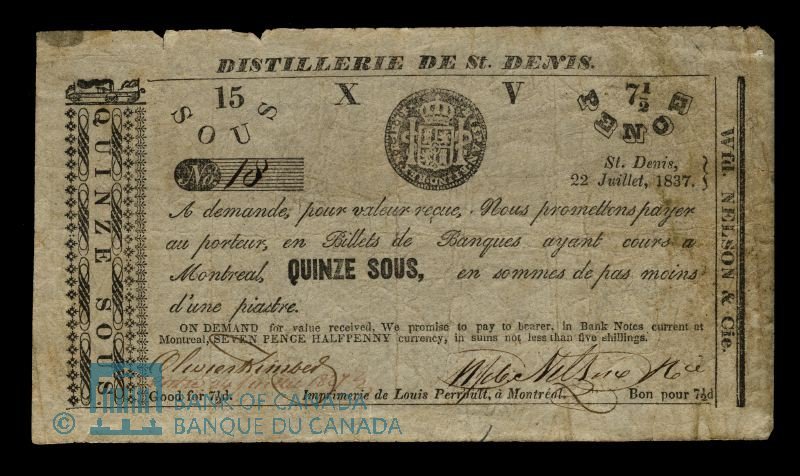 DISTILLERIE DE St. DENIS.
15 X V 7½
SOUS PENCE
No 18
St. Denis,
22 Juillet, 1837.
A demande, pour valeur reçue, Nous promettons payer
au porteur, en Billets de Banques ayant cours a
Montreal, QUINZE SOUS, en sommes de pas moins
d'une piastre.
ON DEMAND for value received, We promise to pay to bearer, in Bank Notes current at
Montreal, SEVEN PENCE HALFPENNY currency, in sums not less than five shillings.
Wfd. Nelson & Cie
Good for 7½d. Imprimerie de Louis Perrault, à Montréal. Bon pour 7½d
QUINZE SOUS
Wfd. NELSON & Cie.
© BANK OF CANADA
BANQUE DU CANADA